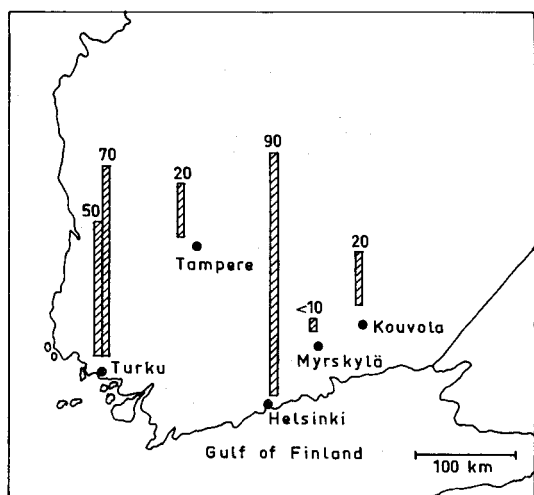 90
70
20
50
Tampere
20
<10
Kouvola
Myrskylä
Turku
Helsinki
Gulf of Finland
100 km